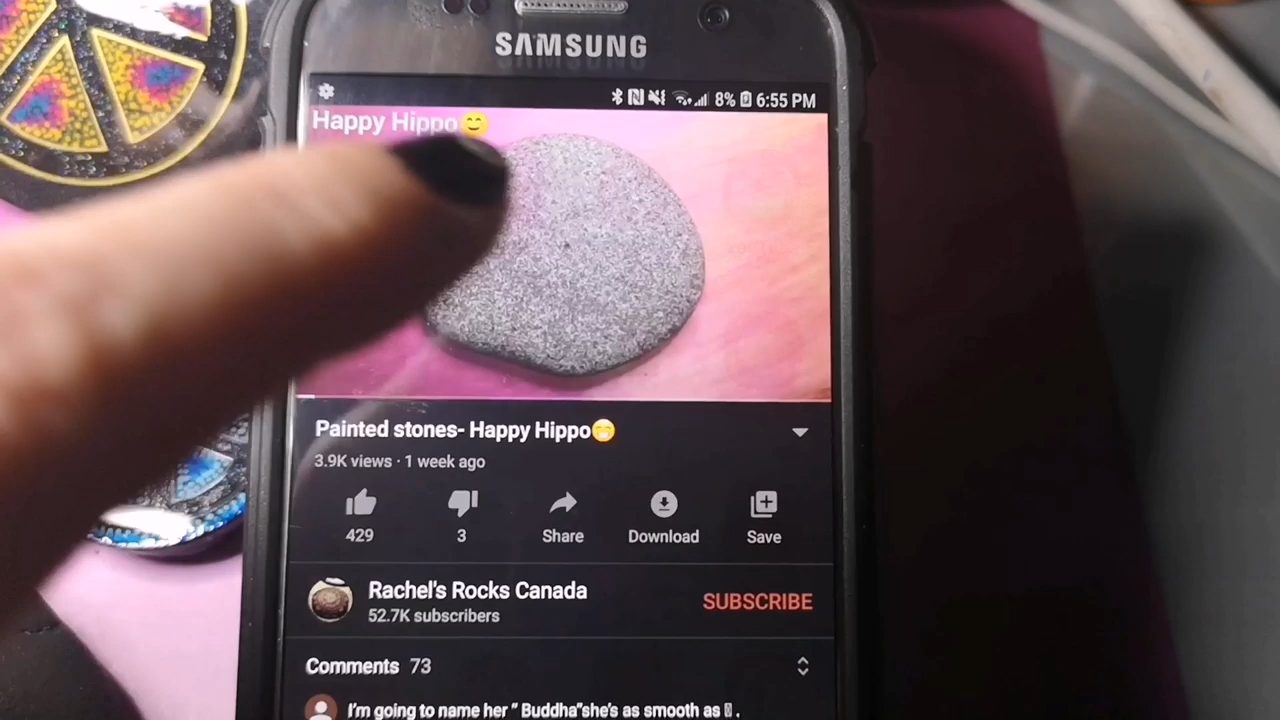 SAMSUNG
8% 6:55 PM
Happy Hippo😊
Painted stones- Happy Hippo😁
3.9K views · 1 week ago
429 3 Share Download Save
Rachel's Rocks Canada
52.7K subscribers
SUBSCRIBE
Comments 73
I'm going to name her " Buddha"she's as smooth as ▯ .